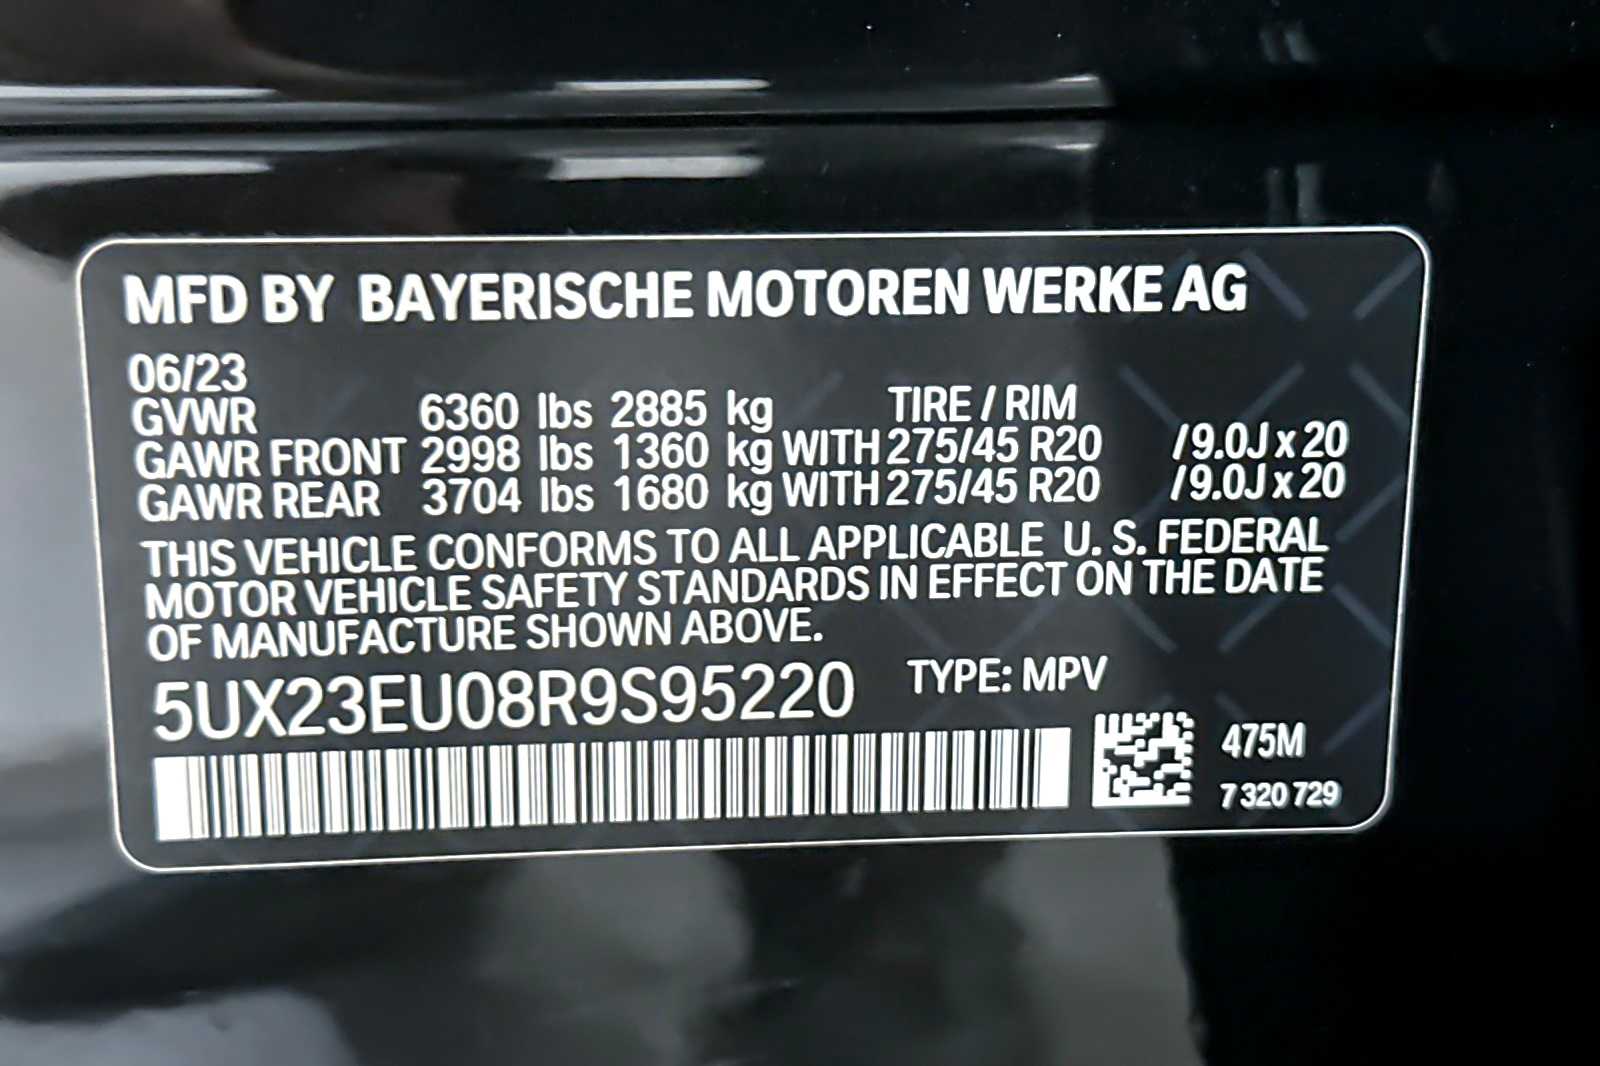 MFD BY BAYERISCHE MOTOREN WERKE AG
06/23
GVWR 6360 lbs 2885 kg TIRE / RIM
GAWR FRONT 2998 lbs 1360 kg WITH 275/45 R20 /9.0J x 20
GAWR REAR 3704 lbs 1680 kg WITH 275/45 R20 /9.0J x 20
THIS VEHICLE CONFORMS TO ALL APPLICABLE U. S. FEDERAL
MOTOR VEHICLE SAFETY STANDARDS IN EFFECT ON THE DATE
OF MANUFACTURE SHOWN ABOVE.
5UX23EU08R9S95220 TYPE: MPV
475M
7 320 729